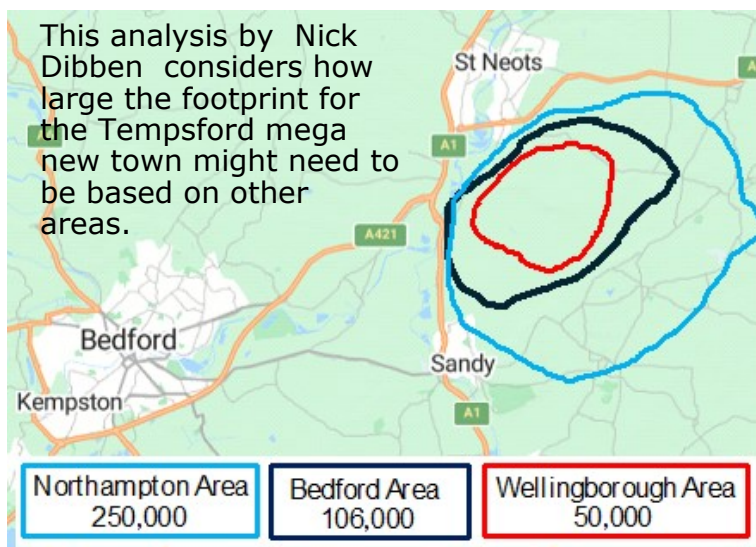 This analysis by Nick
Dibben considers how
large the footprint for
the Tempsford mega
new town might need to
be based on other
areas.
St Neots
A1
A421
Bedford
Kempston
Sandy
A1
Northampton Area
250,000
Bedford Area
106,000
Wellingborough Area
50,000